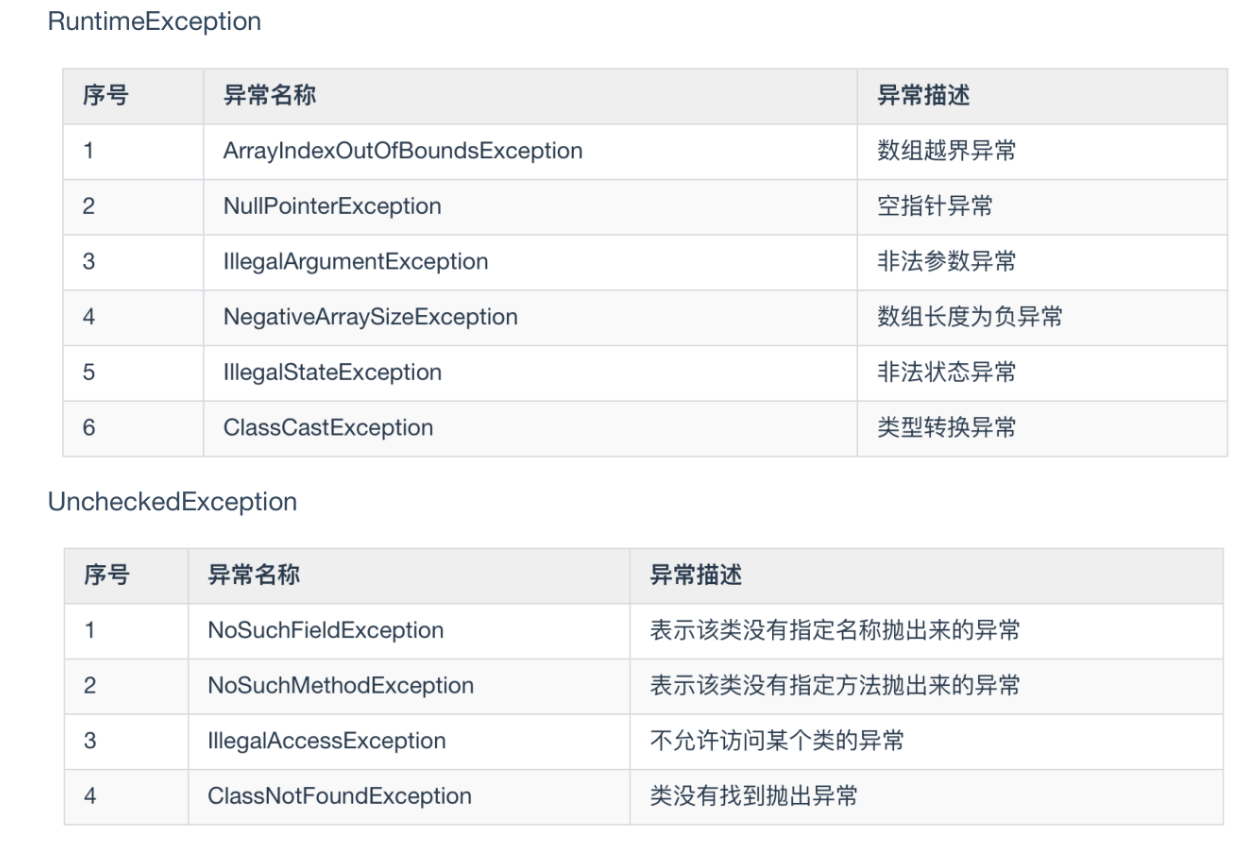 RuntimeException
序号 异常名称 异常描述
1 ArrayIndexOutOfBoundsException 数组越界异常
2 NullPointerException 空指针异常
3 IllegalArgumentException 非法参数异常
4 NegativeArraySizeException 数组长度为负异常
5 IllegalStateException 非法状态异常
6 ClassCastException 类型转换异常
UncheckedException
序号 异常名称 异常描述
1 NoSuchFieldException 表示该类没有指定名称抛出来的异常
2 NoSuchMethodException 表示该类没有指定方法抛出来的异常
3 IllegalAccessException 不允许访问某个类的异常
4 ClassNotFoundException 类没有找到抛出异常